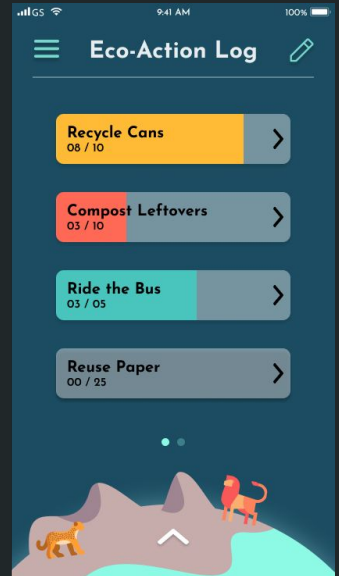 GS
9:41 AM
100%
Eco-Action Log
Recycle Cans
08 / 10
Compost Leftovers
03 / 10
Ride the Bus
03 / 05
Reuse Paper
00 / 25